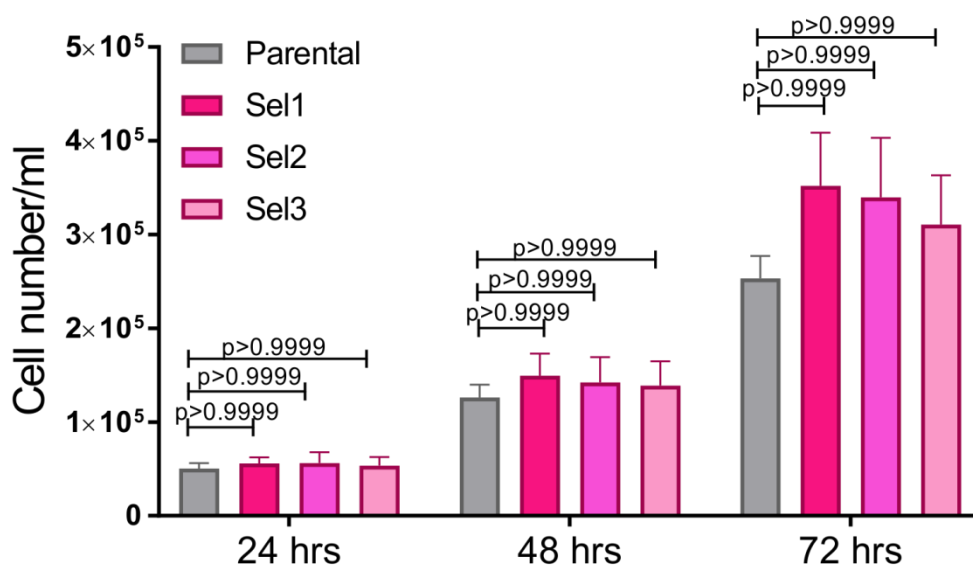 Cell number/ml
5×10⁵
4×10⁵
3×10⁵
2×10⁵
1×10⁵
0
Parental
Sel1
Sel2
Sel3
p>0.9999
p>0.9999
p>0.9999
p>0.9999
p>0.9999
p>0.9999
p>0.9999
p>0.9999
p>0.9999
24 hrs
48 hrs
72 hrs